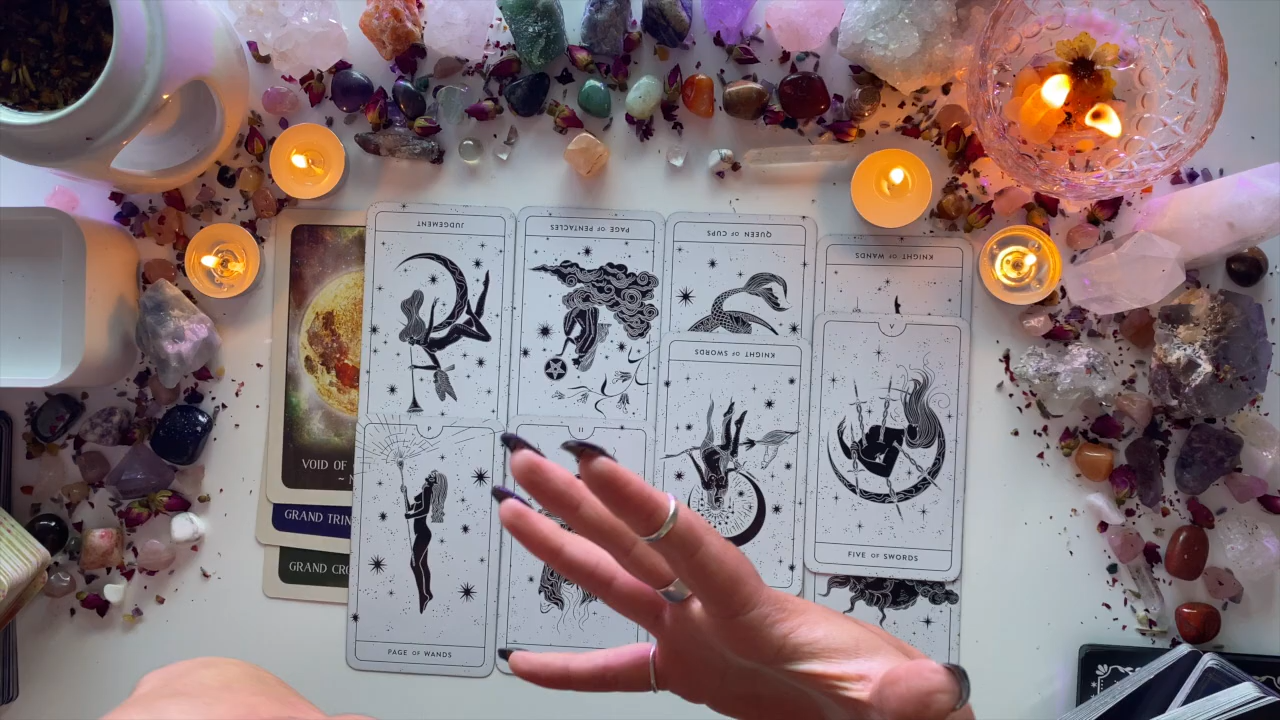 JUDGEMENT
PAGE OF PENTACLES
QUEEN OF CUPS
KNIGHT OF WANDS
V
KNIGHT OF SWORDS
VOID OF
V
II
GRAND TRIN
FIVE OF SWORDS
GRAND CRO
PAGE OF WANDS